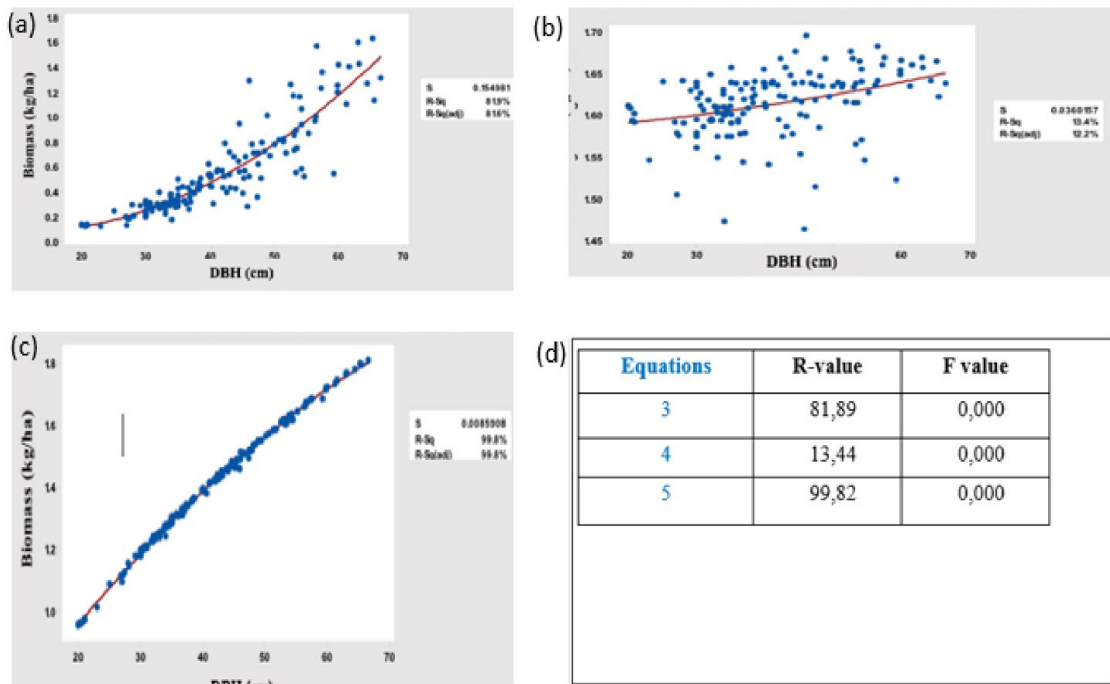 (a)
Biomass (kg/ha)
1.8
1.6
1.4
1.2
1.0
0.8
0.6
0.4
0.2
0.0
20 30 40 50 60 70
DBH (cm)
S 0.154981
R-Sq 81.9%
R-Sq(adj) 81.6%
(b)
1.70
1.65
1.60
1.55
1.50
1.45
20 30 40 60 70
DBH (cm)
S 0.0360157
R-Sq 13.4%
R-Sq(adj) 12.2%
(c)
Biomass (kg/ha)
1.8
1.6
1.4
1.2
1.0
20 30 40 50 60 70
DBH (cm)
S 0.0085908
R-Sq 99.8%
R-Sq(adj) 99.8%
(d)
Equations R-value F value
3 81,89 0,000
4 13,44 0,000
5 99,82 0,000